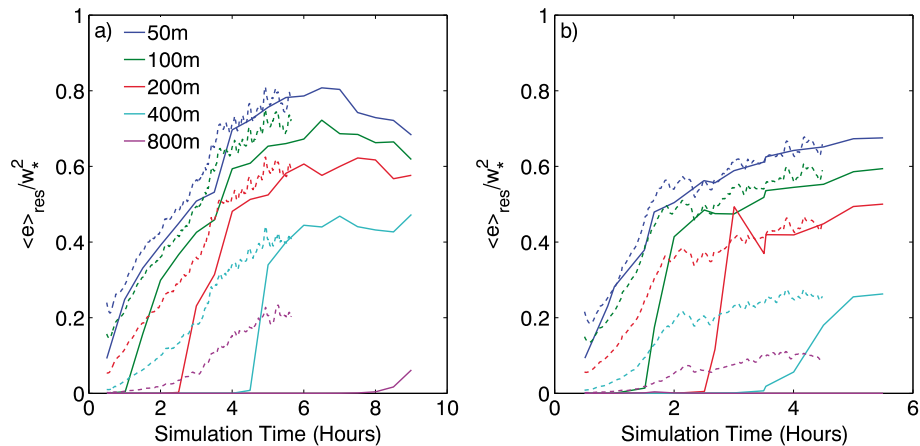 a)
50m
100m
200m
400m
800m
<e>res/w*2
1
0.8
0.6
0.4
0.2
0
0 2 4 6 8 10
Simulation Time (Hours)
b)
<e>res/w*2
1
0.8
0.6
0.4
0.2
0
0 2 4 6
Simulation Time (Hours)